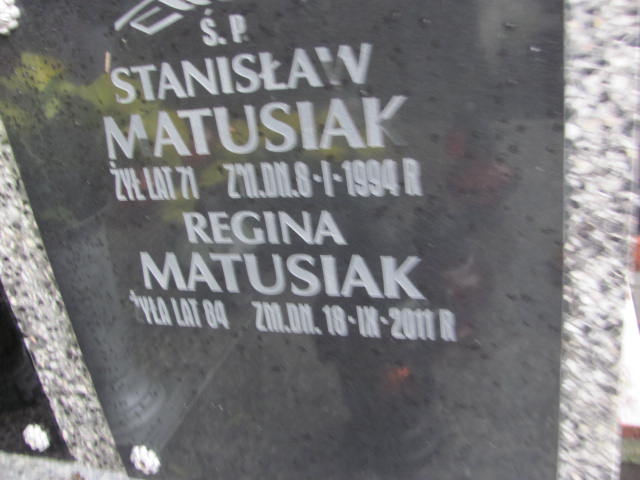 Ś. P.
STANISŁAW
MATUSIAK
ŻYŁ LAT 71 ZM.DN.8-I-1994 R
REGINA
MATUSIAK
ŻYŁA LAT 84 ZM.DN. 18-IX-2011 R